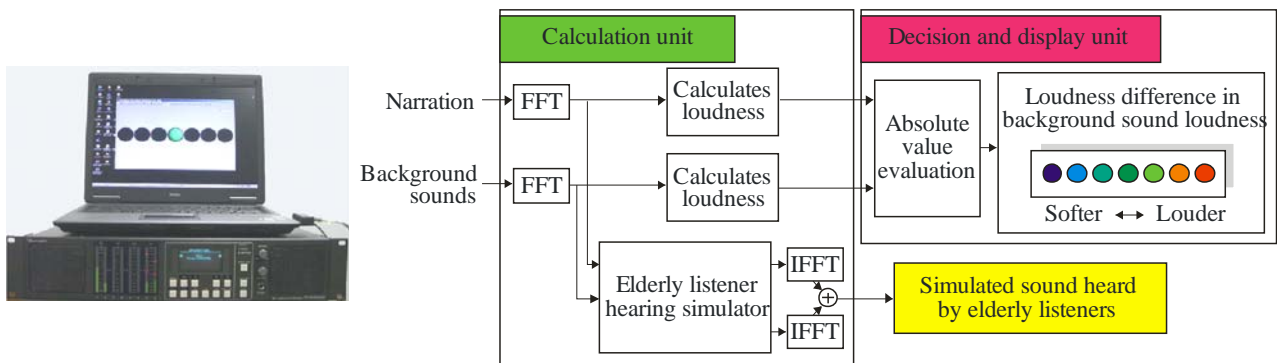 Calculation unit
Decision and display unit
Narration
FFT
Calculates
loudness
Background
sounds
FFT
Calculates
loudness
Absolute
value
evaluation
Loudness difference in
background sound loudness
Softer ↔ Louder
Elderly listener
hearing simulator
IFFT
IFFT
Simulated sound heard
by elderly listeners